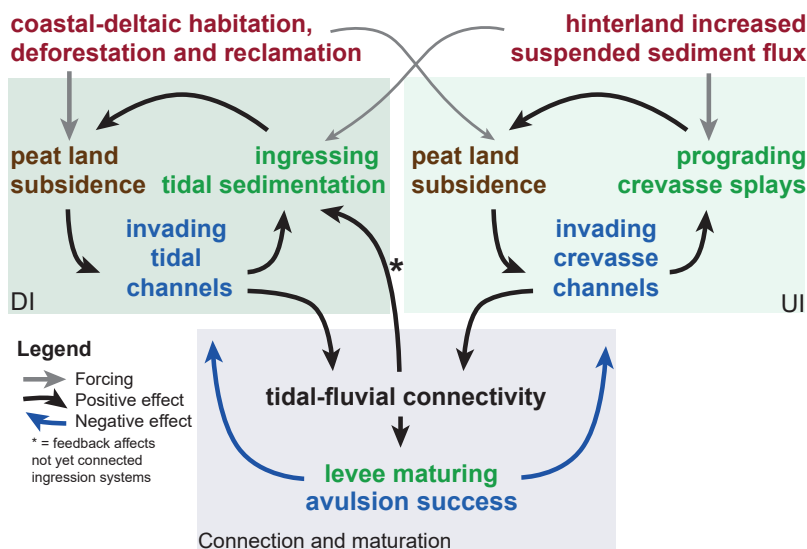 coastal-deltaic habitation,
deforestation and reclamation
hinterland increased
suspended sediment flux
peat land
subsidence
ingressing
tidal sedimentation
invading
tidal
channels
DI
peat land
subsidence
prograding
crevasse splays
invading
crevasse
channels
UI
*
Legend
Forcing
Positive effect
Negative effect
* = feedback affects
not yet connected
ingression systems
tidal-fluvial connectivity
levee maturing
avulsion success
Connection and maturation